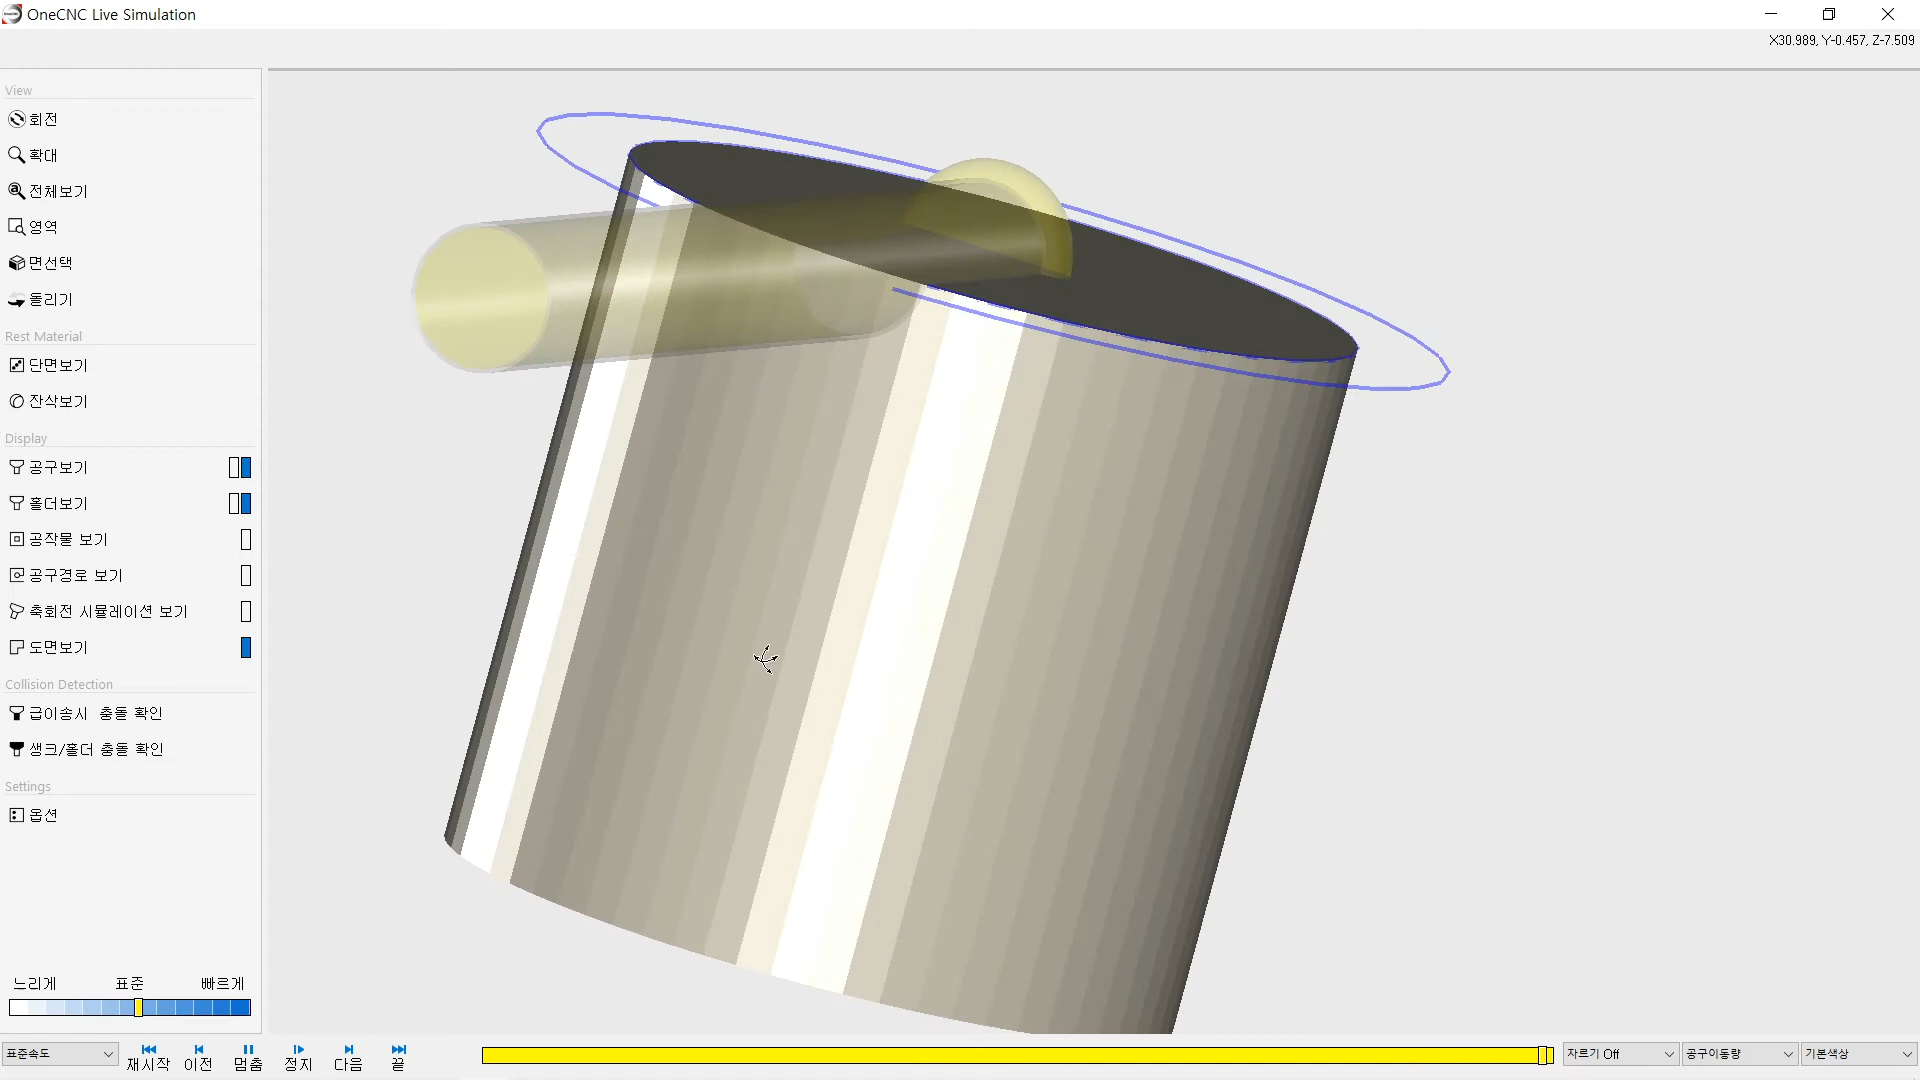 OneCNC Live Simulation
X30.989, Y-0.457, Z-7.509
View
회전
확대
전체보기
영역
면선택
돌리기
Rest Material
단면보기
잔삭보기
Display
공구보기
홀더보기
공작물 보기
공구경로 보기
축회전 시뮬레이션 보기
도면보기
Collision Detection
급이송시 충돌 확인
생크/홀더 충돌 확인
Settings
옵션
느리게 표준 빠르게
표준속도
재시작 이전 멈춤 정지 다음 끝
자르기 Off 공구이동량 기본색상